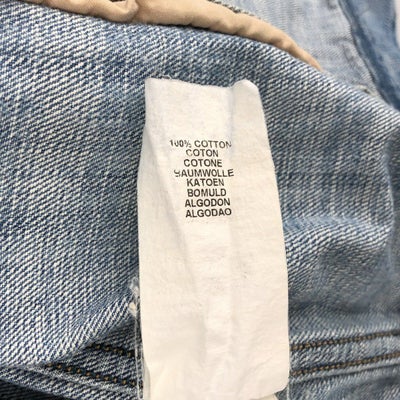 100% COTTON
COTON
COTONE
BAUMWOLLE
KATOEN
BOMULD
ALGODON
ALGODAO